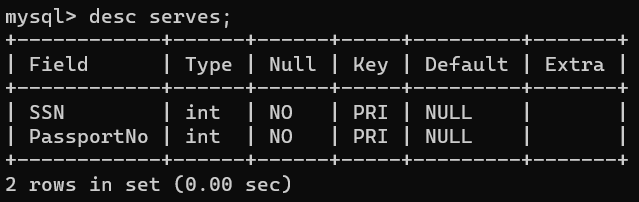 mysql> desc serves;
+------------+------+------+-----+---------+-------+
| Field      | Type | Null | Key | Default | Extra |
+------------+------+------+-----+---------+-------+
| SSN        | int  | NO   | PRI | NULL    |       |
| PassportNo | int  | NO   | PRI | NULL    |       |
+------------+------+------+-----+---------+-------+
2 rows in set (0.00 sec)